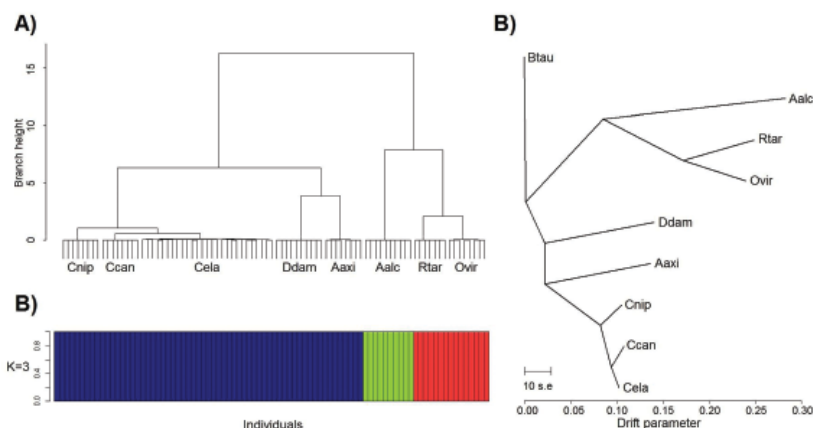 A)
Branch height
15
10
5
0
Cnip Ccan Cela Ddam Aaxi Aalc Rtar Ovir
B)
K=3
0.8
0.4
0.0
Individuals
B)
Btau
Aalc
Rtar
Ovir
Ddam
Aaxi
Cnip
Ccan
Cela
10 s.e
0.00 0.05 0.10 0.15 0.20 0.25 0.30
Drift parameter